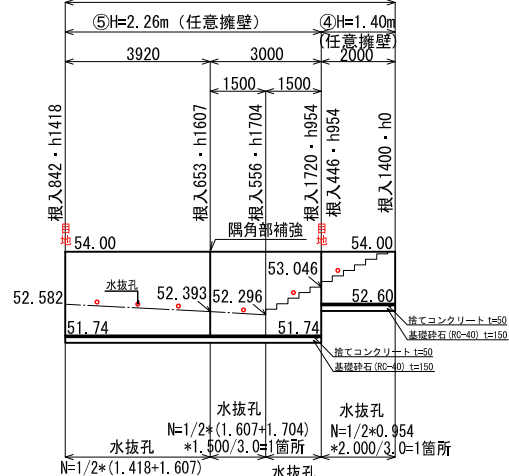 ⑤H=2.26m (任意擁壁)
④H=1.40m
(任意擁壁)
3920
3000
2000
1500
1500
根入842・h1418
根入653・h1607
根入556・h1704
根入1720・h954
根入446・h954
根入1400・h0
目地
目地
隅角部補強
54.00
54.00
53.046
水抜孔
52.582
52.393
52.296
52.60
51.74
51.74
捨てコンクリート t=50
基礎砕石(RC-40) t=150
捨てコンクリート t=50
基礎砕石(RC-40) t=150
水抜孔
N=1/2*(1.607+1.704)
*1.500/3.0=1箇所
水抜孔
N=1/2*0.954
*2.000/3.0=1箇所
水抜孔
N=1/2*(1.418+1.607)
水抜孔